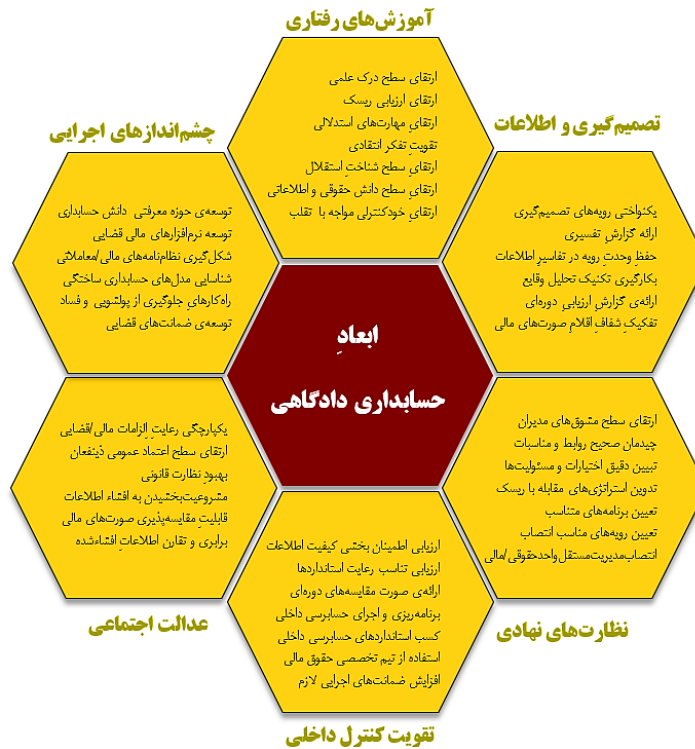 آموزش‌های رفتاری
ارتقای سطح درک علمی
ارتقای ارزیابی ریسک
ارتقایِ مهارت‌های استدلالی
تقویتِ تفکر انتقادی
ارتقایِ سطح شناختِ استقلال
ارتقایِ سطح دانش حقوقی و اطلاعاتی
ارتقایِ خودکنترلی مواجه با تقلب
تصمیم‌گیری و اطلاعات
یکنواختی رویه‌های تصمیم‌گیری
ارائه گزارشِ تفسیری
حفظِ وحدتِ رویه در تفاسیرِ اطلاعات
بکارگیری تکنیک تحلیل وقایع
ارائه‌ی گزارش ارزیابیِ دوره‌ای
تفکیکِ شفافِ اقلامِ صورت‌های مالی
چشم‌اندازهای اجرایی
توسعه‌ی حوزه معرفتی دانش حسابداری
توسعه نرم‌افزارهای مالی قضایی
شکل‌گیری نظام‌نامه‌های مالی/معاملاتی
شناسایی مدل‌های حسابداری ساختگی
راه‌کارهای جلوگیری از پولشویی و فساد
توسعه‌ی ضمانت‌های قضایی
ابعادِ
حسابداری دادگاهی
ارتقای سطح مشوق‌های مدیران
چیدمان صحیح روابط و مناسبات
تبیین دقیق اختیارات و مسئولیت‌ها
تدوین استراتژی‌های مقابله با ریسک
تعیین برنامه‌های متناسب
تعیین رویه‌های مناسب انتصاب
انتصاب‌مدیریت‌مستقل‌واحدحقوقی/مالی
نظارت‌های نهادی
یکپارچگی رعایتِ اِلزامات مالی/قضایی
ارتقای سطح اعتماد عمومی ذینفعان
بهبود نظارت قانونی
مشروعیت‌بخشیدن به افشاء اطلاعات
قابلیتِ مقایسه‌پذیری صورت‌های مالی
برابری و تقارن اطلاعاتِ افشاءشده
عدالت اجتماعی
ارزیابی اطمینان بخشی کیفیت اطلاعات
ارزیابی تناسب رعایت استانداردها
ارائه‌ی صورت مقایسه‌های دوره‌ای
برنامه‌ریزی و اجرای حسابرسی داخلی
کسب استانداردهای حسابرسی داخلی
استفاده از تیم تخصصی حقوق مالی
افزایش ضمانت‌های اجرایی لازم
تقویت کنترل داخلی